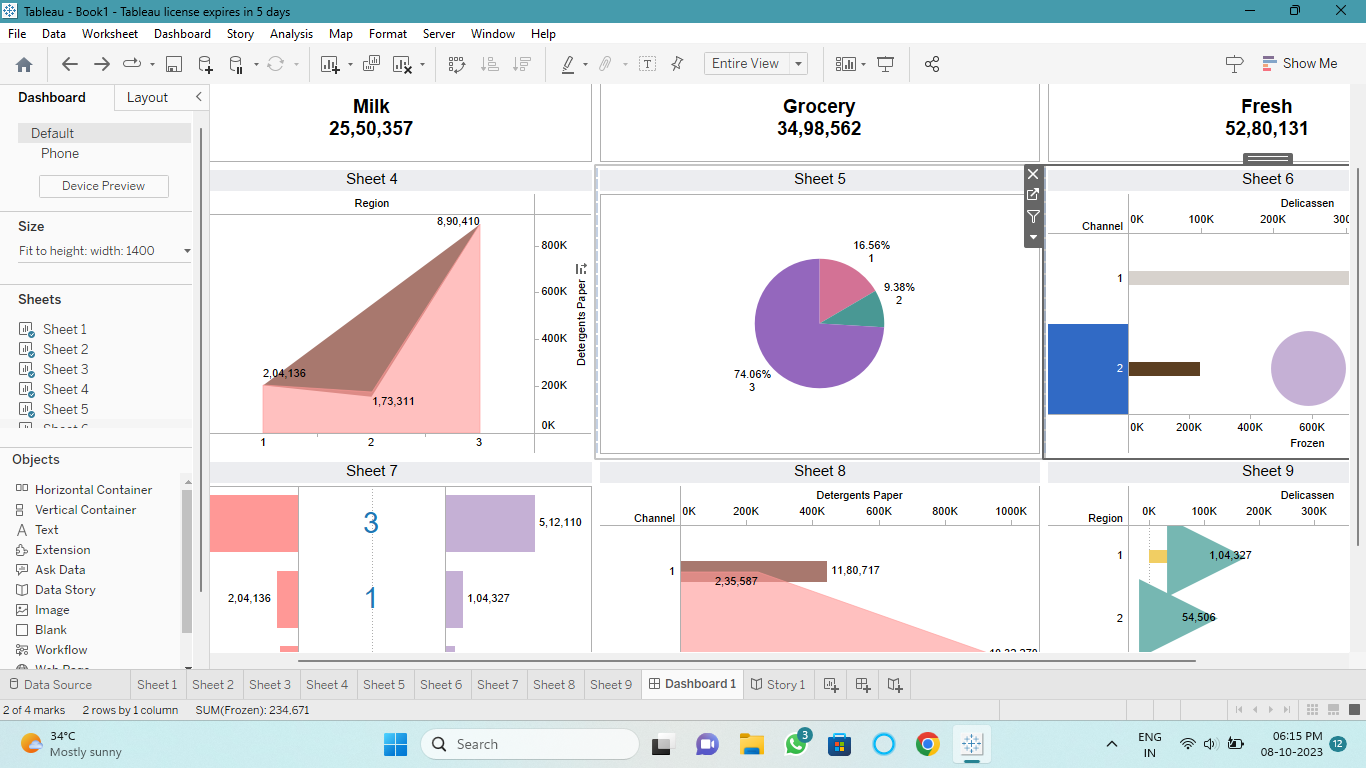 Tableau - Book1 - Tableau license expires in 5 days
File Data Worksheet Dashboard Story Analysis Map Format Server Window Help
Entire View
Show Me
Dashboard Layout
Default
Phone
Device Preview
Size
Fit to height: width: 1400
Sheets
Sheet 1
Sheet 2
Sheet 3
Sheet 4
Sheet 5
Objects
Horizontal Container
Vertical Container
Text
Extension
Ask Data
Data Story
Image
Blank
Workflow
Milk
25,50,357
Grocery
34,98,562
Fresh
52,80,131
Sheet 4
Region
8,90,410
2,04,136
1,73,311
1 2 3
800K
600K
400K
200K
0K
Detergents Paper
Sheet 5
16.56%
1
9.38%
2
74.06%
3
Sheet 6
Delicassen
Channel
0K 100K 200K
1
2
0K 200K 400K 600K
Frozen
Sheet 7
3
5,12,110
2,04,136
1
1,04,327
Sheet 8
Detergents Paper
Channel
0K 200K 400K 600K 800K 1000K
1
11,80,717
2,35,587
Sheet 9
Delicassen
Region
0K 100K 200K 300K
1
1,04,327
2
54,506
Data Source Sheet 1 Sheet 2 Sheet 3 Sheet 4 Sheet 5 Sheet 6 Sheet 7 Sheet 8 Sheet 9 Dashboard 1 Story 1
2 of 4 marks 2 rows by 1 column SUM(Frozen): 234,671
34°C
Mostly sunny
Search
3
ENG
IN
06:15 PM
08-10-2023
12